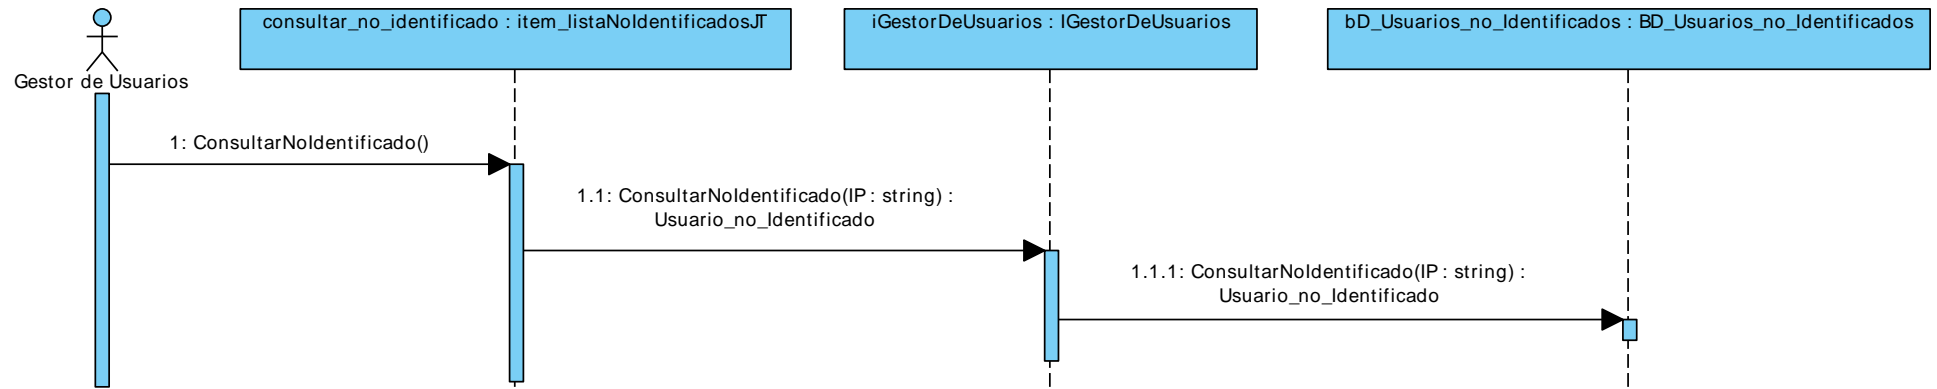 consultar_no_identificado : item_listaNoIdentificadosJT
iGestorDeUsuarios : IGestorDeUsuarios
bD_Usuarios_no_Identificados : BD_Usuarios_no_Identificados
Gestor de Usuarios
1: ConsultarNoIdentificado()
1.1: ConsultarNoIdentificado(IP : string) :
Usuario_no_Identificado
1.1.1: ConsultarNoIdentificado(IP : string) :
Usuario_no_Identificado